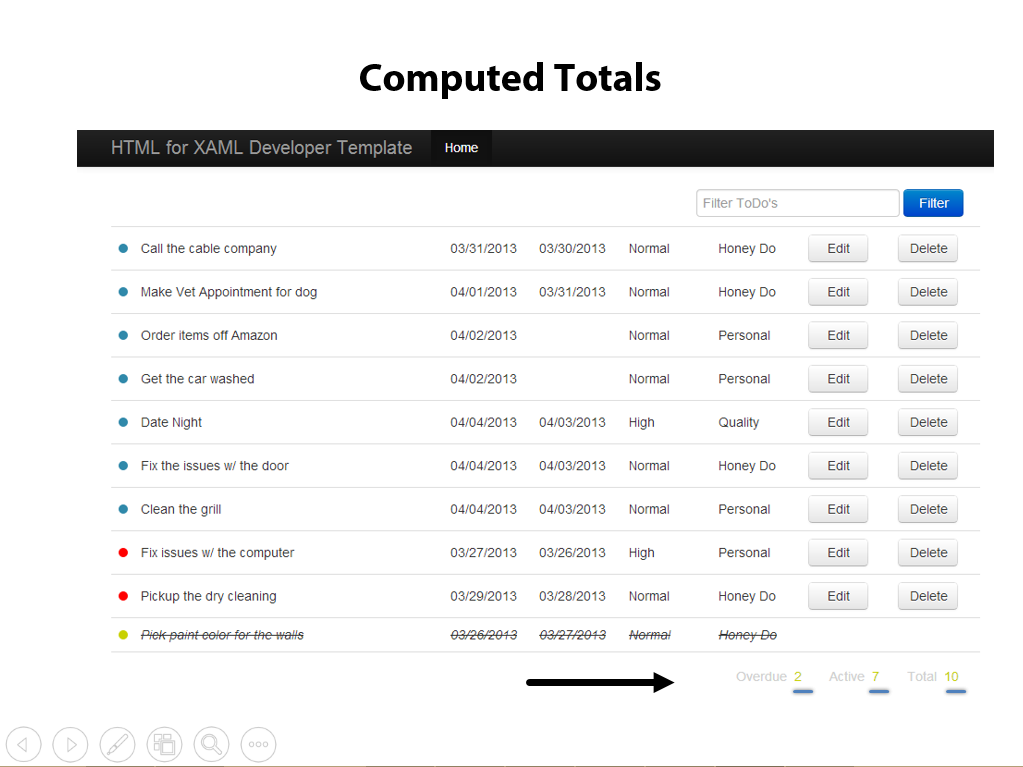 Computed Totals
HTML for XAML Developer Template Home
Filter ToDo's Filter
Call the cable company 03/31/2013 03/30/2013 Normal Honey Do Edit Delete
Make Vet Appointment for dog 04/01/2013 03/31/2013 Normal Honey Do Edit Delete
Order items off Amazon 04/02/2013 Normal Personal Edit Delete
Get the car washed 04/02/2013 Normal Personal Edit Delete
Date Night 04/04/2013 04/03/2013 High Quality Edit Delete
Fix the issues w/ the door 04/04/2013 04/03/2013 Normal Honey Do Edit Delete
Clean the grill 04/04/2013 04/03/2013 Normal Personal Edit Delete
Fix issues w/ the computer 03/27/2013 03/26/2013 High Personal Edit Delete
Pickup the dry cleaning 03/29/2013 03/28/2013 Normal Honey Do Edit Delete
Pick paint color for the walls 03/26/2013 03/27/2013 Normal Honey Do
Overdue 2 Active 7 Total 10